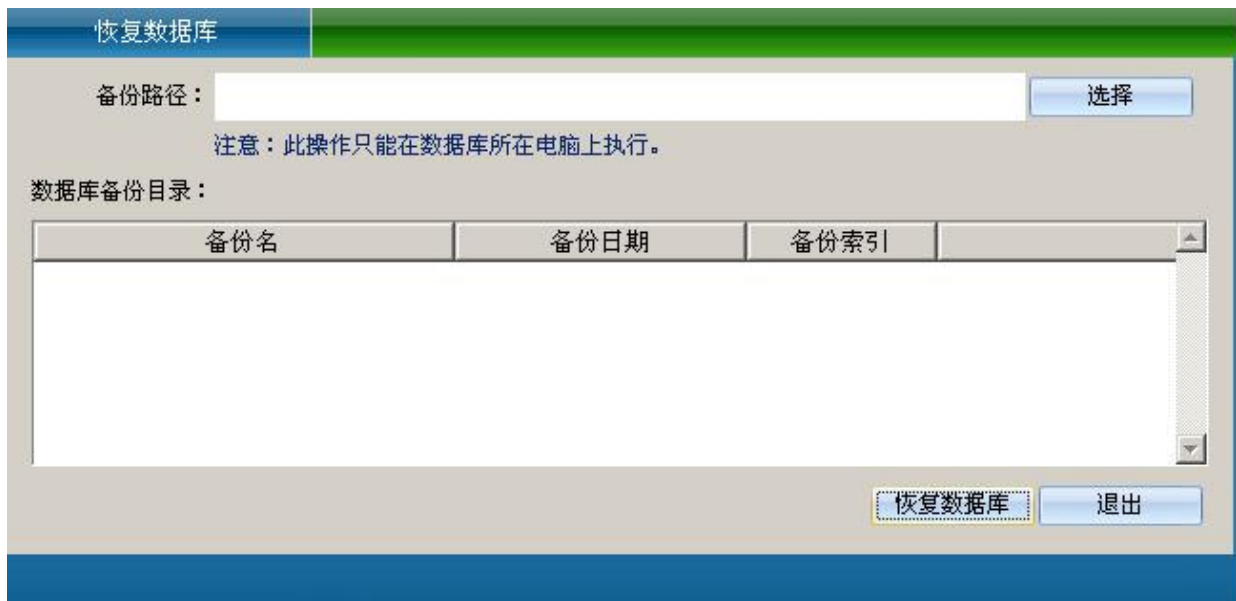 恢复数据库
备份路径： 选择
注意：此操作只能在数据库所在电脑上执行。
数据库备份目录：
备份名 备份日期 备份索引
恢复数据库 退出